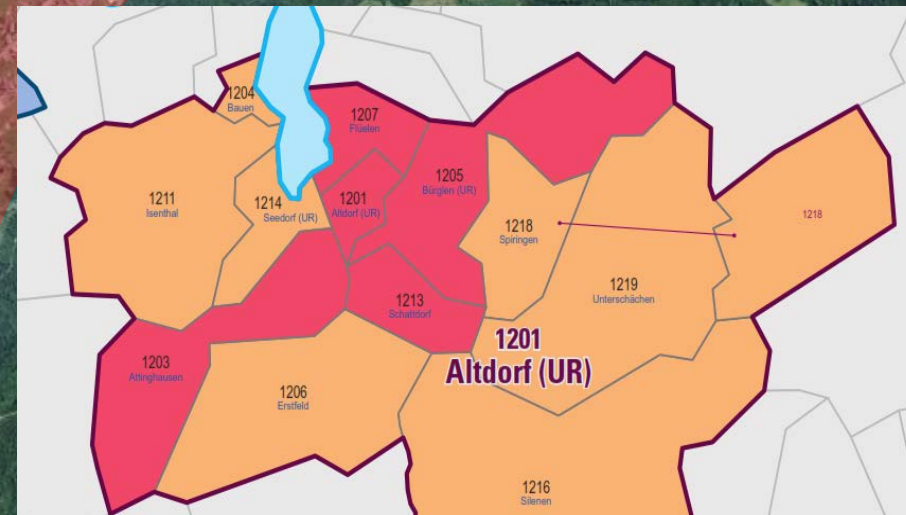 1204
Bauen
1207
Flüelen
1211
Isenthal
1214
Seedorf (UR)
1201
Altdorf (UR)
1205
Bürglen (UR)
1218
Spiringen
1218
1219
Unterschächen
1213
Schattdorf
1201
Altdorf (UR)
1203
Attinghausen
1206
Erstfeld
1216
Silenen